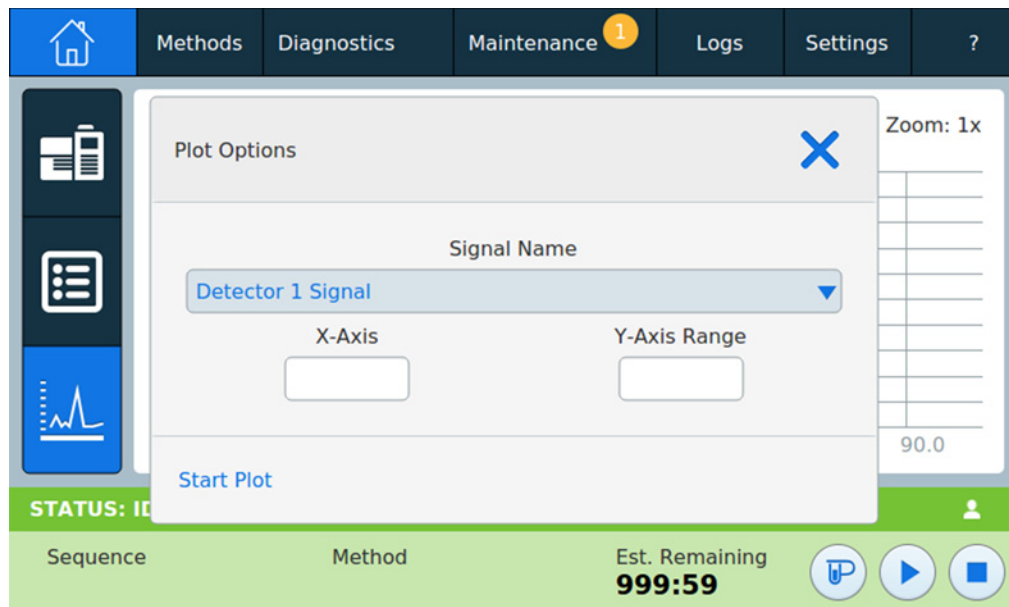 Methods Diagnostics Maintenance 1 Logs Settings ?
Plot Options
Zoom: 1x
Signal Name
Detector 1 Signal
X-Axis Y-Axis Range
90.0
Start Plot
STATUS:
Sequence Method Est. Remaining
999:59